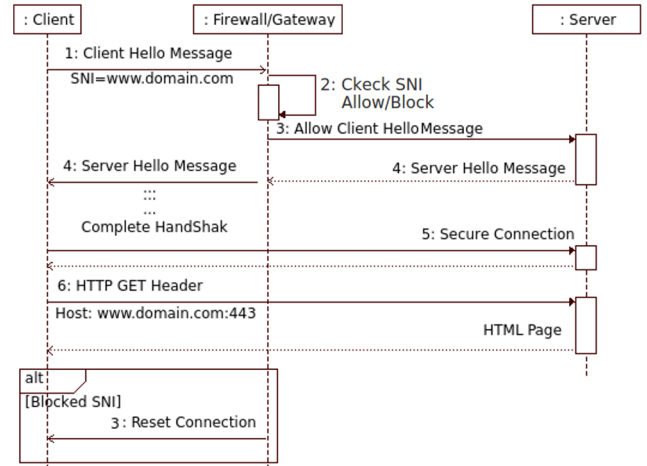 : Client
: Firewall/Gateway
: Server
1: Client Hello Message
SNI=www.domain.com
2: Ckeck SNI
Allow/Block
3: Allow Client HelloMessage
4: Server Hello Message
4: Server Hello Message
:::
...
Complete HandShak
5: Secure Connection
6: HTTP GET Header
Host: www.domain.com:443
HTML Page
alt
[Blocked SNI]
3: Reset Connection